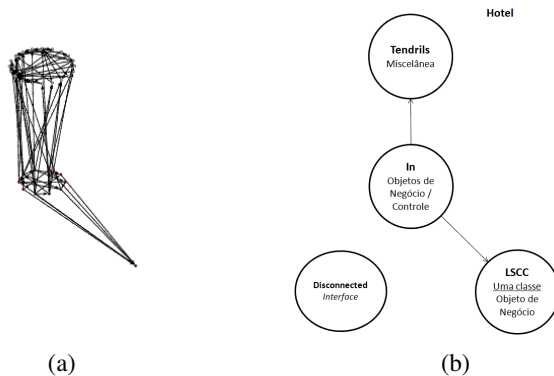 Hotel
Tendrils
Miscelânea
In
Objetos de
Negócio /
Controle
Disconnected
Interface
LSCC
Uma classe
Objeto de
Negócio
(a)
(b)